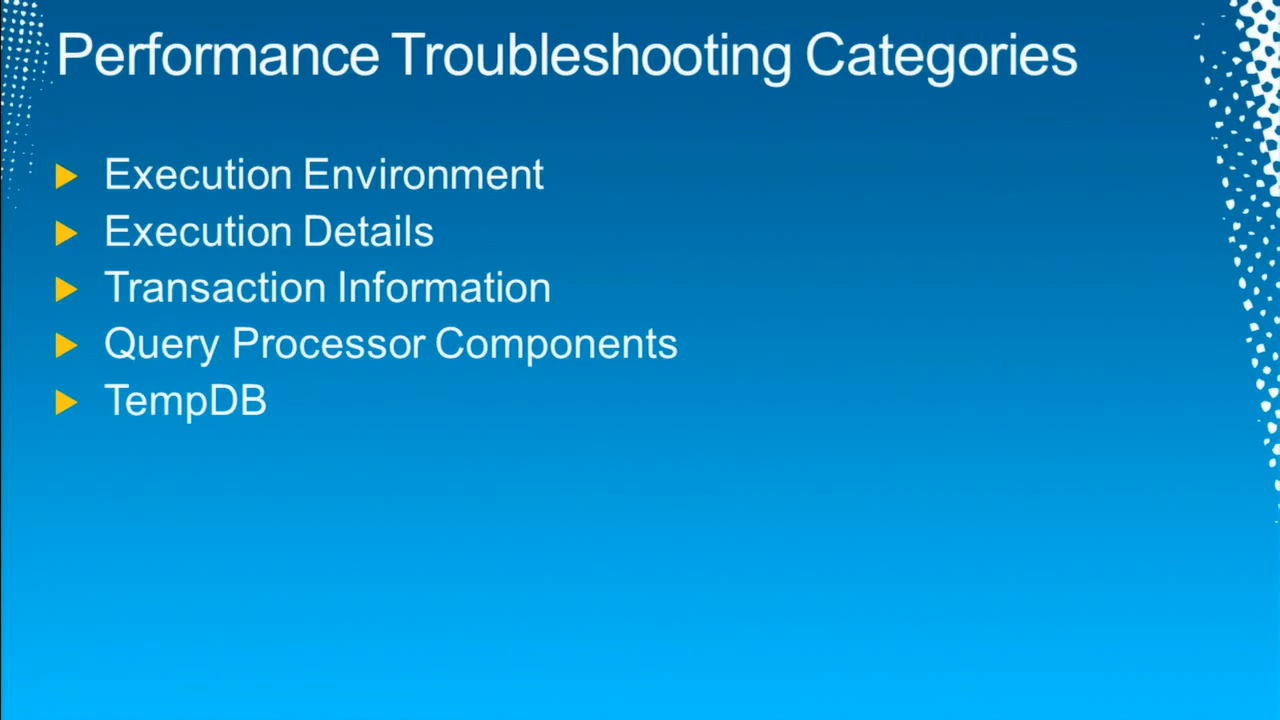 Performance Troubleshooting Categories
Execution Environment
Execution Details
Transaction Information
Query Processor Components
TempDB